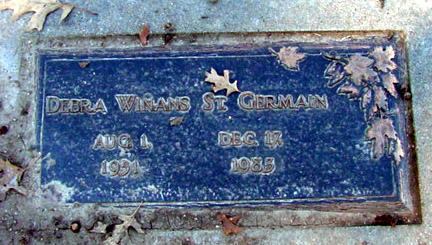 DEBRA WINANS ST. GERMAIN
AUG. 1, DEC. 17,
1951 1985